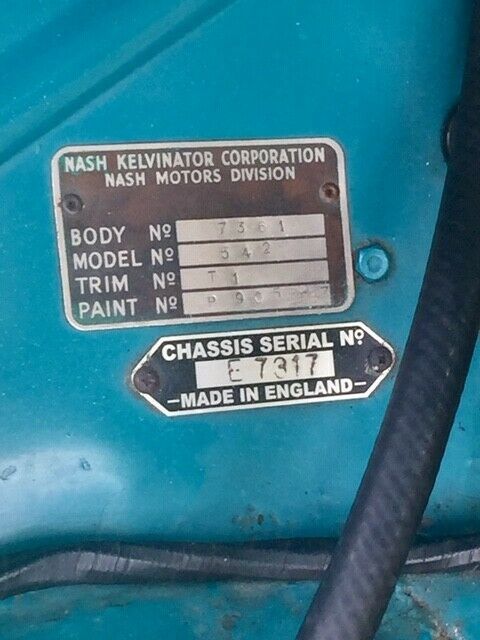 NASH KELVINATOR CORPORATION
NASH MOTORS DIVISION
BODY Nº 7361
MODEL Nº 542
TRIM Nº T1
PAINT Nº
CHASSIS SERIAL Nº
E 7317
-MADE IN ENGLAND-